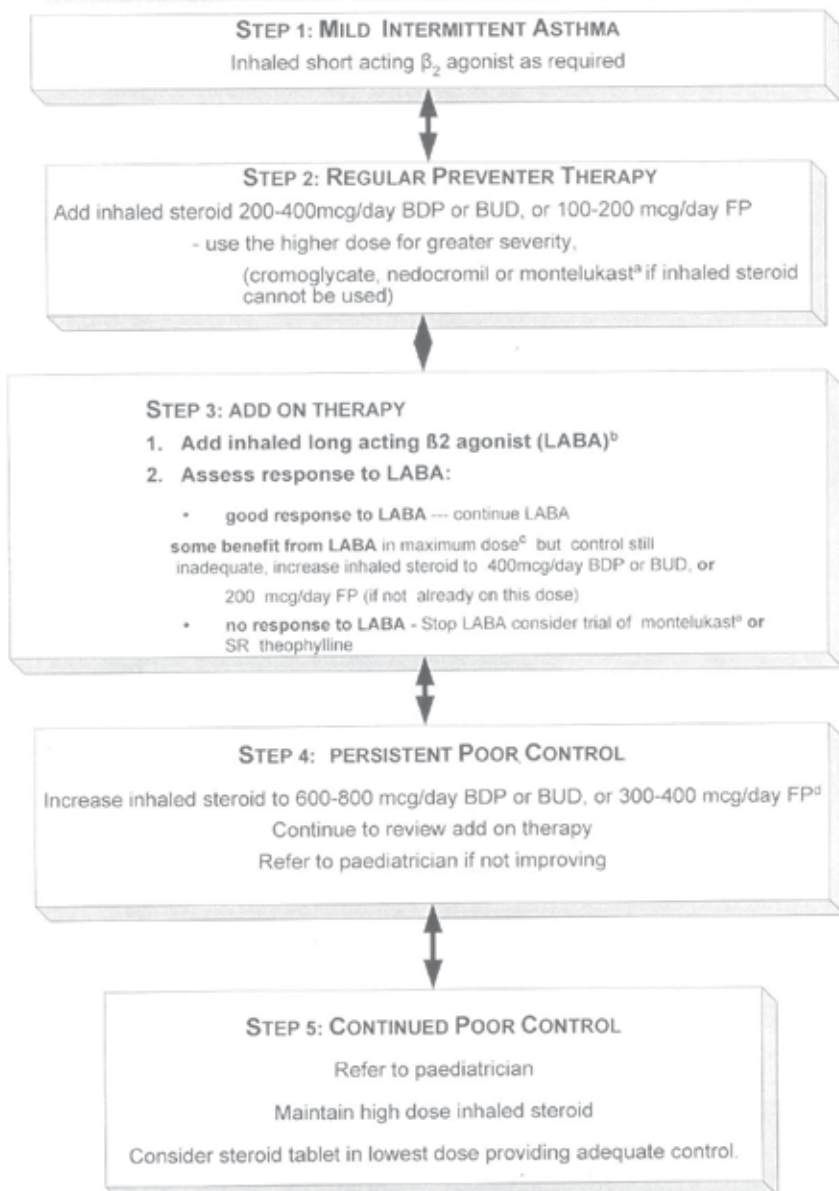 STEP 1: MILD INTERMITTENT ASTHMA
Inhaled short acting β₂ agonist as required
STEP 2: REGULAR PREVENTER THERAPY
Add inhaled steroid 200-400mcg/day BDP or BUD, or 100-200 mcg/day FP
- use the higher dose for greater severity,
(cromoglycate, nedocromil or montelukastᵃ if inhaled steroid
cannot be used)
STEP 3: ADD ON THERAPY
1. Add inhaled long acting ß2 agonist (LABA)ᵇ
2. Assess response to LABA:
• good response to LABA --- continue LABA
some benefit from LABA in maximum doseᶜ but control still
inadequate, increase inhaled steroid to 400mcg/day BDP or BUD, or
200 mcg/day FP (if not already on this dose)
• no response to LABA - Stop LABA consider trial of montelukastᵃ or
SR theophylline
STEP 4: PERSISTENT POOR CONTROL
Increase inhaled steroid to 600-800 mcg/day BDP or BUD, or 300-400 mcg/day FPᵈ
Continue to review add on therapy
Refer to paediatrician if not improving
STEP 5: CONTINUED POOR CONTROL
Refer to paediatrician
Maintain high dose inhaled steroid
Consider steroid tablet in lowest dose providing adequate control.